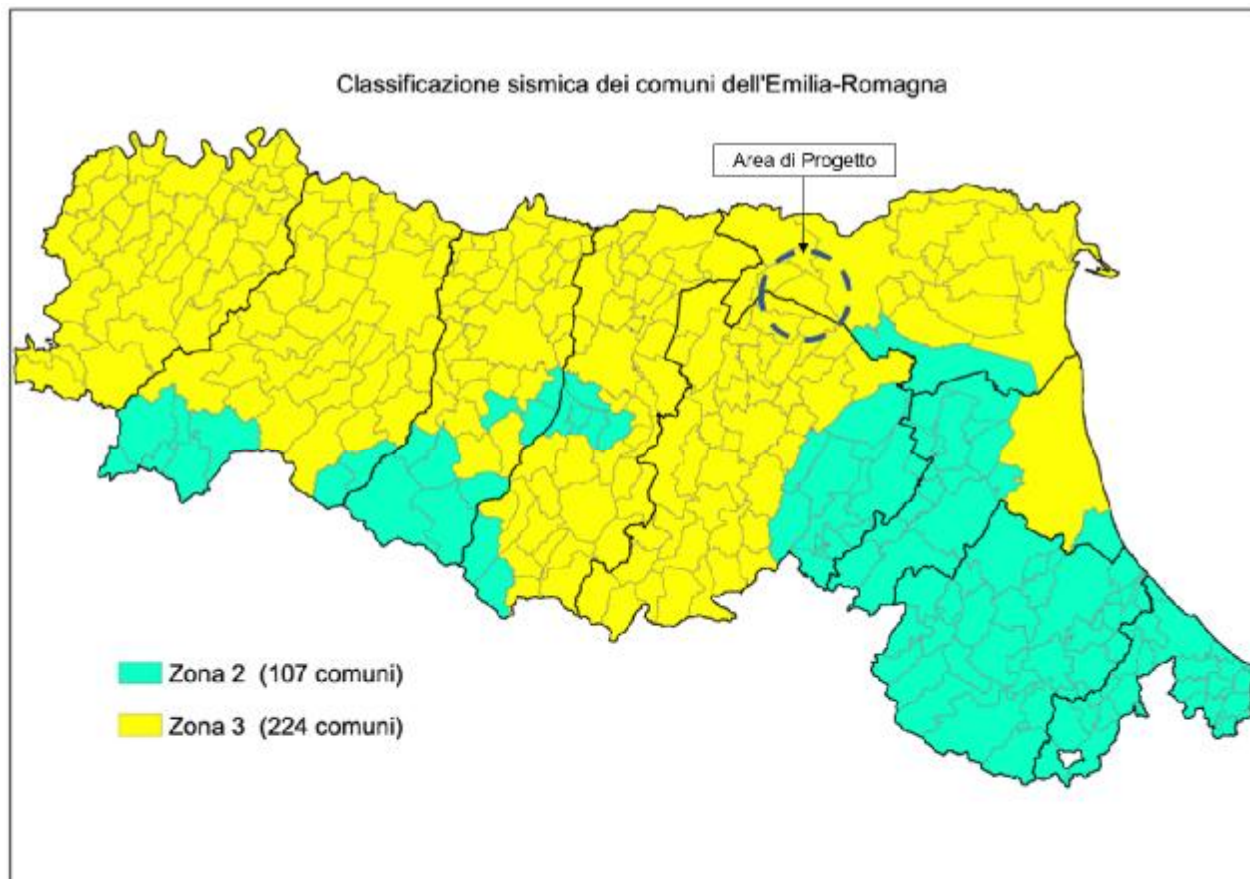 Classificazione sismica dei comuni dell'Emilia-Romagna
Area di Progetto
Zona 2 (107 comuni)
Zona 3 (224 comuni)